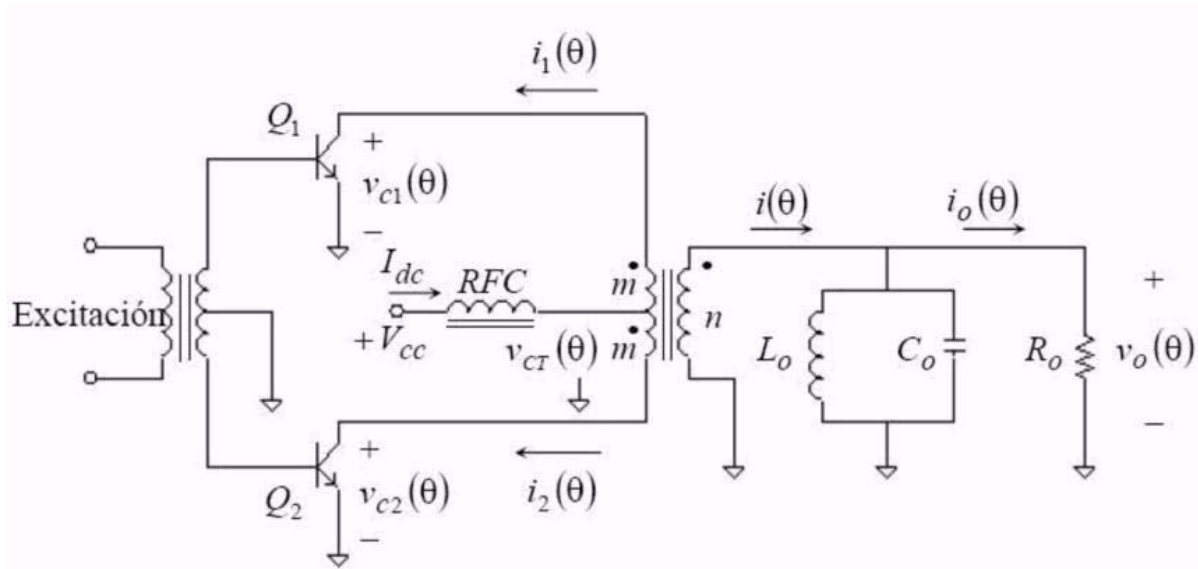 i₁(θ)
Q₁
+
v_C1(θ)
−
I_dc
RFC
+V_cc
v_CT(θ)
m
m
n
i(θ)
i_o(θ)
Excitación
L_o
C_o
R_o
+
v_o(θ)
−
Q₂
+
v_c2(θ)
−
i₂(θ)